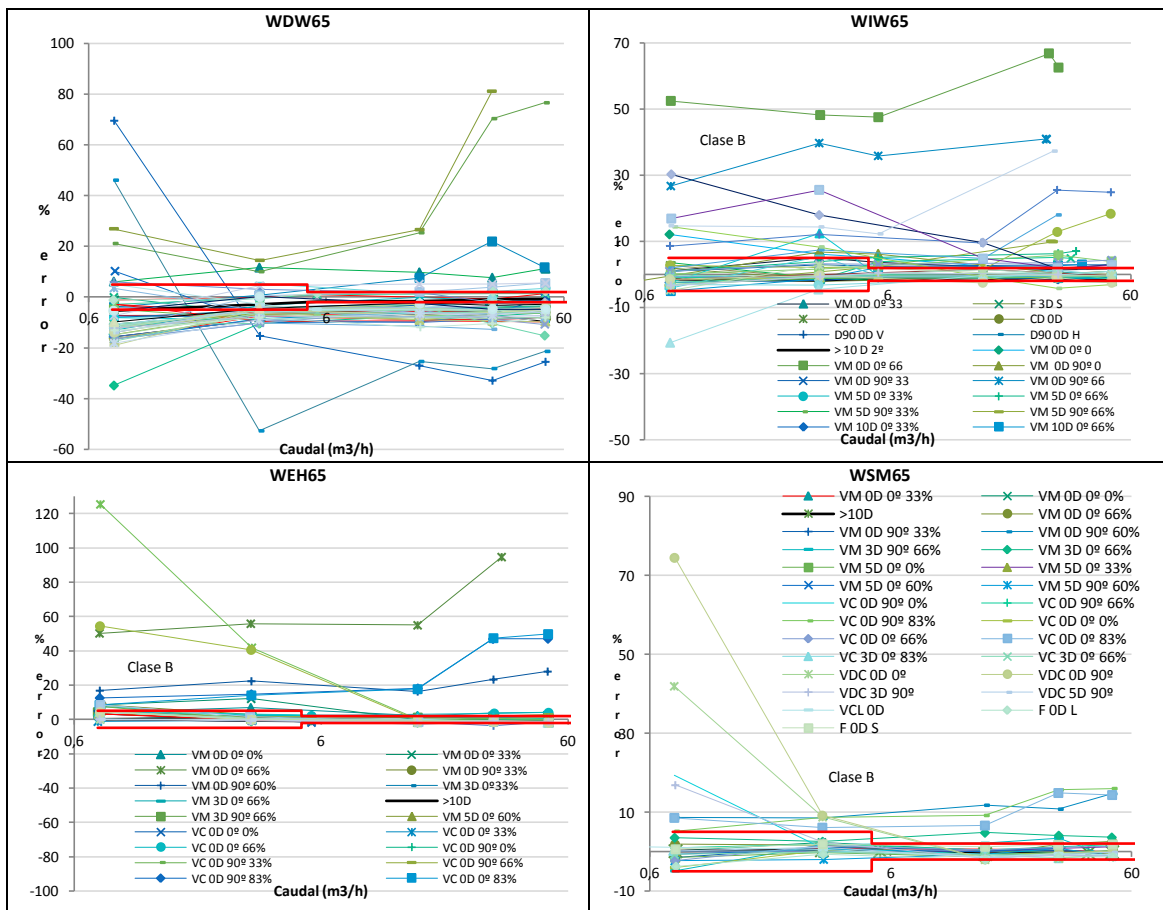 WDW65
100
80
60
40
20
0
-20
-40
-60
% error
0,6
6
60
Caudal (m3/h)
WIW65
70
50
30
10
-10
-30
-50
% error
0,6
6
60
Clase B
VM 0D 0º 33
F 3D S
CC 0D
CD 0D
D90 0D V
D90 0D H
> 10 D 2º
VM 0D 0º 0
VM 0D 0º 66
VM 0D 90º 0
VM 0D 90º 33
VM 0D 90º 66
VM 5D 0º 33%
VM 5D 0º 66%
VM 5D 90º 33%
VM 5D 90º 66%
VM 10D 0º 33%
VM 10D 0º 66%
Caudal (m3/h)
WEH65
120
100
80
60
40
20
0
-20
-40
-60
-80
-100
% error
0,6
6
60
Clase B
VM 0D 0º 0%
VM 0D 0º 33%
VM 0D 0º 66%
VM 0D 90º 33%
VM 0D 90º 60%
VM 3D 0º33%
VM 3D 0º 66%
>10D
VM 3D 90º 66%
VM 5D 0º 60%
VC 0D 0º 0%
VC 0D 0º 33%
VC 0D 0º 66%
VC 0D 90º 0%
VC 0D 90º 33%
VC 0D 90º 66%
VC 0D 90º 83%
VC 0D 0º 83%
Caudal (m3/h)
WSM65
90
70
50
30
10
-10
% error
0,6
6
60
VM 0D 0º 33%
VM 0D 0º 0%
>10D
VM 0D 0º 66%
VM 0D 90º 33%
VM 0D 90º 60%
VM 3D 90º 66%
VM 3D 0º 66%
VM 5D 0º 0%
VM 5D 0º 33%
VM 5D 0º 60%
VM 5D 90º 60%
VC 0D 90º 0%
VC 0D 90º 66%
VC 0D 90º 83%
VC 0D 0º 0%
VC 0D 0º 66%
VC 0D 0º 83%
VC 3D 0º 83%
VC 3D 0º 66%
VDC 0D 0º
VDC 0D 90º
VDC 3D 90º
VDC 5D 90º
VCL 0D
F 0D L
F 0D S
Clase B
Caudal (m3/h)